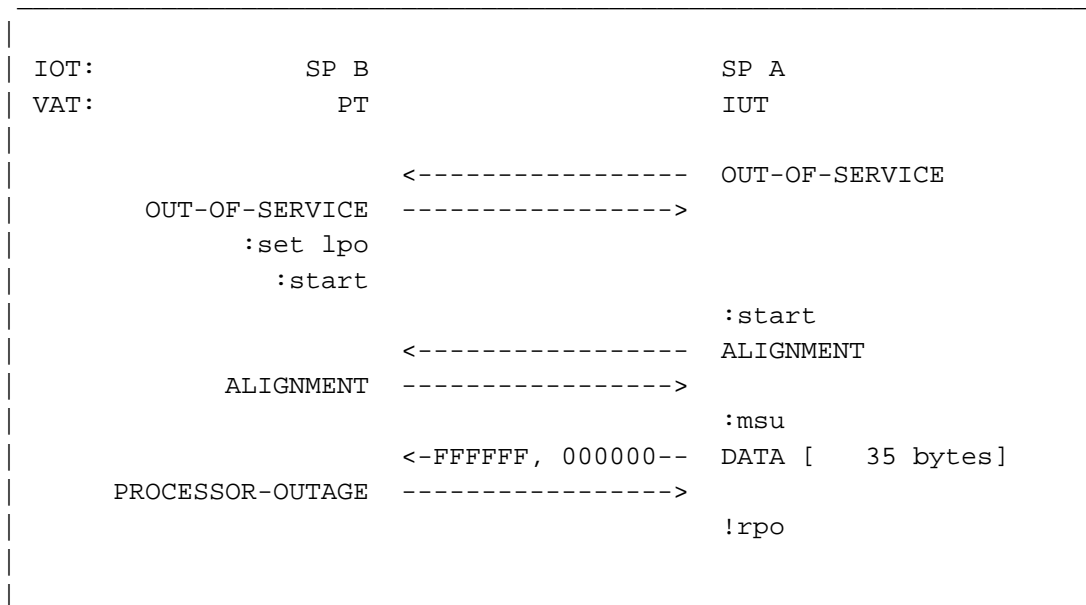 IOT: SP B SP A
VAT: PT IUT
<----------------- OUT-OF-SERVICE
OUT-OF-SERVICE ----------------->
:set lpo
:start
:start
<----------------- ALIGNMENT
ALIGNMENT ----------------->
:msu
<-FFFFFF, 000000-- DATA [ 35 bytes]
PROCESSOR-OUTAGE ----------------->
!rpo